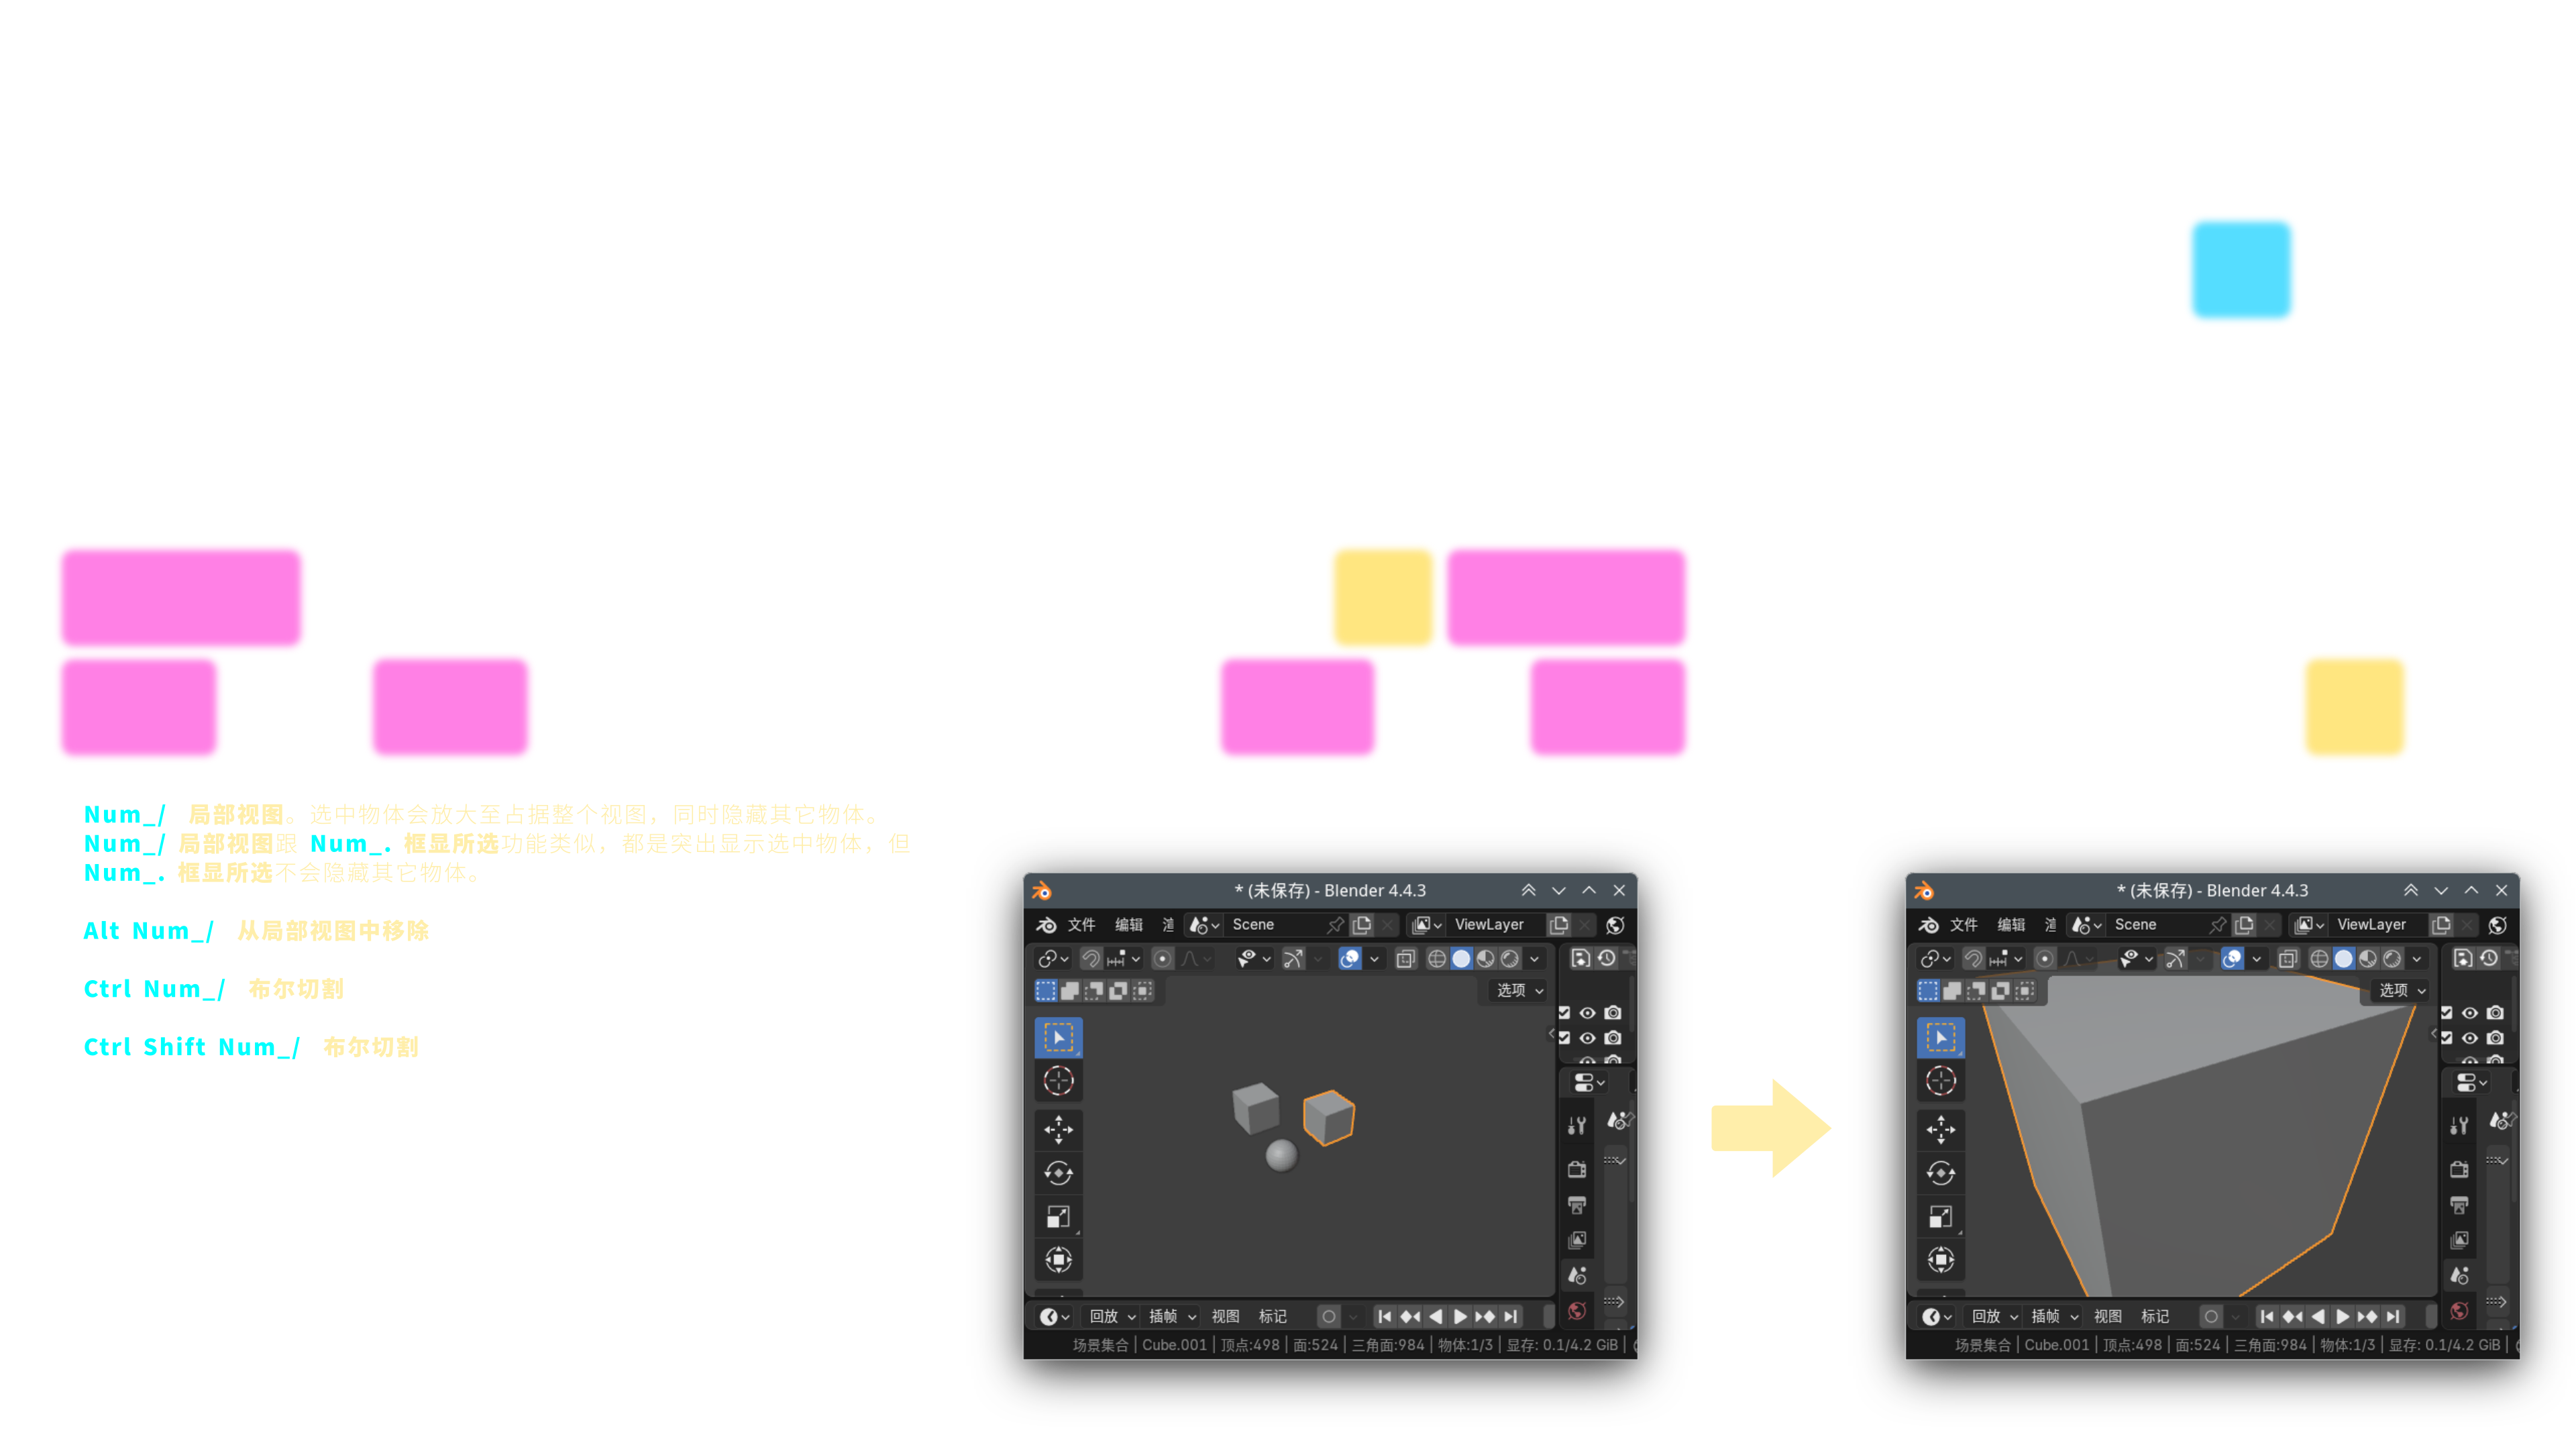 Num_/ 局部视图。选中物体会放大至占据整个视图，同时隐藏其它物体。
Num_/ 局部视图跟 Num_. 框显所选功能类似，都是突出显示选中物体，但
Num_. 框显所选不会隐藏其它物体。
Alt Num_/ 从局部视图中移除
Ctrl Num_/ 布尔切割
Ctrl Shift Num_/ 布尔切割
* (未保存) - Blender 4.4.3
文件 编辑 Scene ViewLayer
选项
回放 插帧 视图 标记
场景集合 | Cube.001 | 顶点:498 | 面:524 | 三角面:984 | 物体:1/3 | 显存: 0.1/4.2 GiB |
* (未保存) - Blender 4.4.3
文件 编辑 Scene ViewLayer
选项
回放 插帧 视图 标记
场景集合 | Cube.001 | 顶点:498 | 面:524 | 三角面:984 | 物体:1/3 | 显存: 0.1/4.2 GiB |